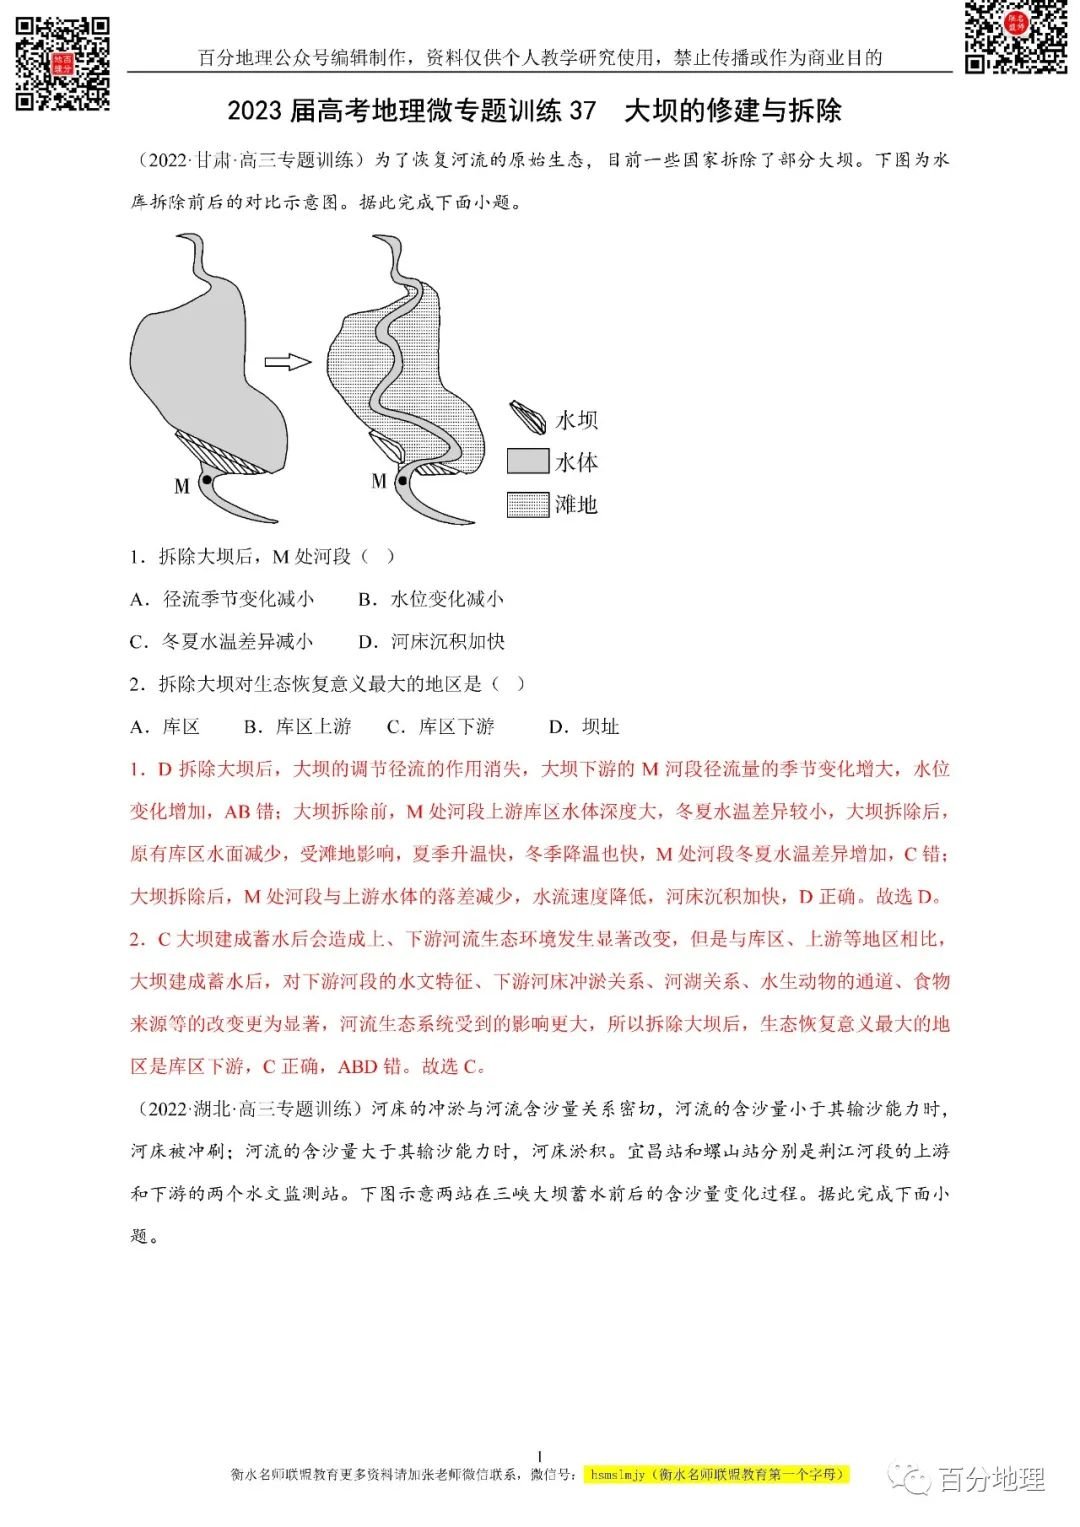 百分地理公众号编辑制作，资料仅供个人教学研究使用，禁止传播或作为商业目的
2023届高考地理微专题训练37 大坝的修建与拆除
（2022·甘肃·高三专题训练）为了恢复河流的原始生态，目前一些国家拆除了部分大坝。下图为水
库拆除前后的对比示意图。据此完成下面小题。
水坝
水体
滩地
M
M
1．拆除大坝后，M处河段（ ）
A．径流季节变化减小 B．水位变化减小
C．冬夏水温差异减小 D．河床沉积加快
2．拆除大坝对生态恢复意义最大的地区是（ ）
A．库区 B．库区上游 C．库区下游 D．坝址
1．D 拆除大坝后，大坝的调节径流的作用消失，大坝下游的M河段径流量的季节变化增大，水位
变化增加，AB错；大坝拆除前，M处河段上游库区水体深度大，冬夏水温差异较小，大坝拆除后，
原有库区水面减少，受滩地影响，夏季升温快，冬季降温也快，M处河段冬夏水温差异增加，C错；
大坝拆除后，M处河段与上游水体的落差减少，水流速度降低，河床沉积加快，D正确。故选D。
2．C 大坝建成蓄水后会造成上、下游河流生态环境发生显著改变，但是与库区、上游等地区相比，
大坝建成蓄水后，对下游河段的水文特征、下游河床冲淤关系、河湖关系、水生动物的通道、食物
来源等的改变更为显著，河流生态系统受到的影响更大，所以拆除大坝后，生态恢复意义最大的地
区是库区下游，C正确，ABD错。故选C。
（2022·湖北·高三专题训练）河床的冲淤与河流含沙量关系密切，河流的含沙量小于其输沙能力时，
河床被冲刷；河流的含沙量大于其输沙能力时，河床淤积。宜昌站和螺山站分别是荆江河段的上游
和下游的两个水文监测站。下图示意两站在三峡大坝蓄水前后的含沙量变化过程。据此完成下面小
题。
1
衡水名师联盟教育更多资料请加张老师微信联系，微信号：hsmslmjy（衡水名师联盟教育第一个字母）
百分地理